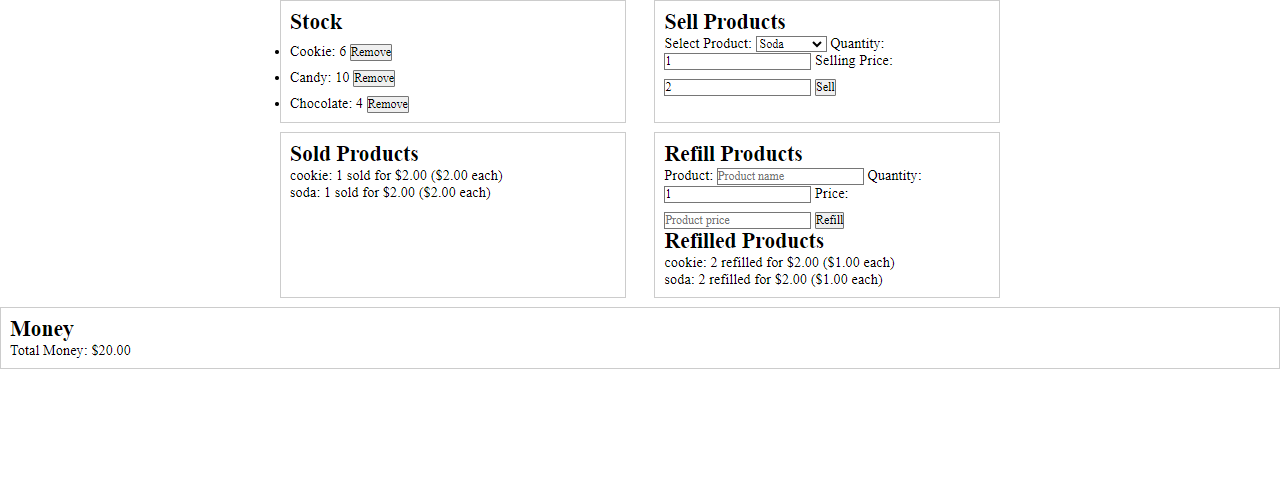 Stock
Cookie: 6 Remove
Candy: 10 Remove
Chocolate: 4 Remove
Sell Products
Select Product: Soda Quantity:
1 Selling Price:
2 Sell
Sold Products
cookie: 1 sold for $2.00 ($2.00 each)
soda: 1 sold for $2.00 ($2.00 each)
Refill Products
Product: Product name Quantity:
1 Price:
Product price Refill
Refilled Products
cookie: 2 refilled for $2.00 ($1.00 each)
soda: 2 refilled for $2.00 ($1.00 each)
Money
Total Money: $20.00